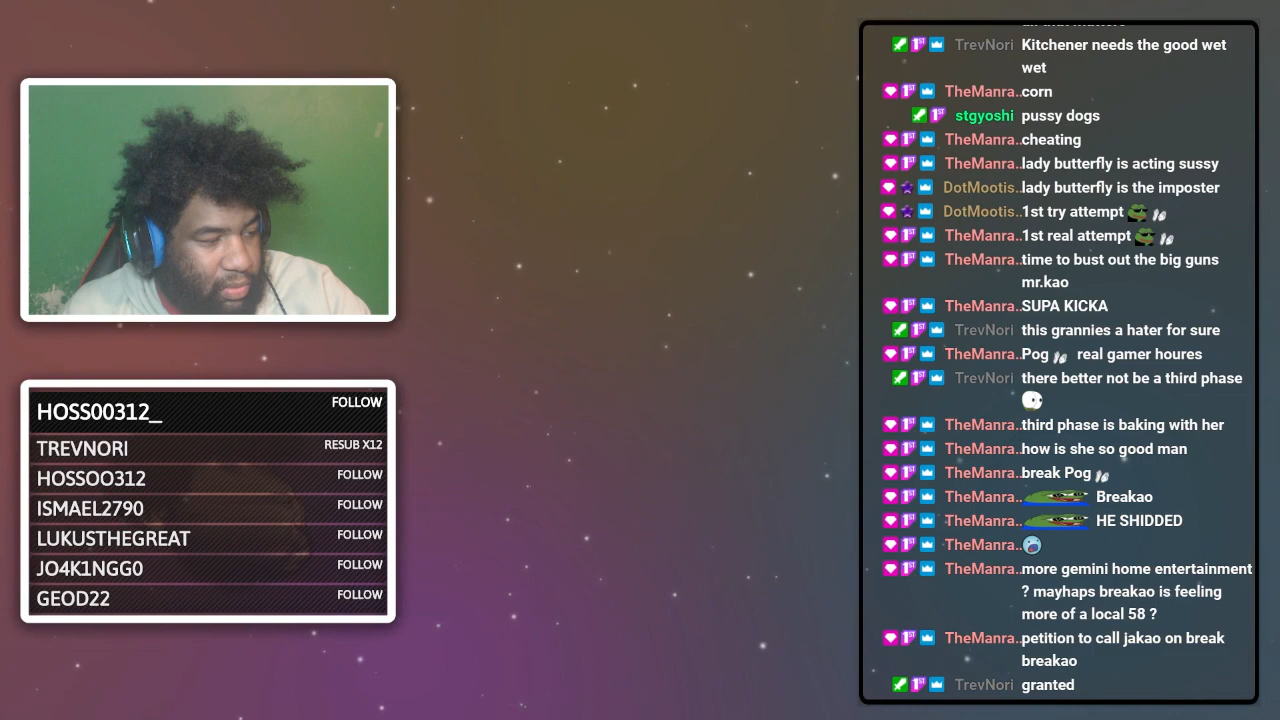 HOSS00312_ FOLLOW
TREVNORI RESUB X12
HOSSOO312 FOLLOW
ISMAEL2790 FOLLOW
LUKUSTHEGREAT FOLLOW
JO4K1NGG0 FOLLOW
GEOD22 FOLLOW
TrevNori Kitchener needs the good wet
wet
TheManra.. corn
stgyoshi pussy dogs
TheManra.. cheating
TheManra.. lady butterfly is acting sussy
DotMootis.. lady butterfly is the imposter
DotMootis.. 1st try attempt
TheManra.. 1st real attempt
TheManra.. time to bust out the big guns
mr.kao
TheManra.. SUPA KICKA
TrevNori this grannies a hater for sure
TheManra.. Pog real gamer houres
TrevNori there better not be a third phase
TheManra.. third phase is baking with her
TheManra.. how is she so good man
TheManra.. break Pog
TheManra.. Breakao
TheManra.. HE SHIDDED
TheManra..
TheManra.. more gemini home entertainment
? mayhaps breakao is feeling
more of a local 58 ?
TheManra.. petition to call jakao on break
breakao
TrevNori granted